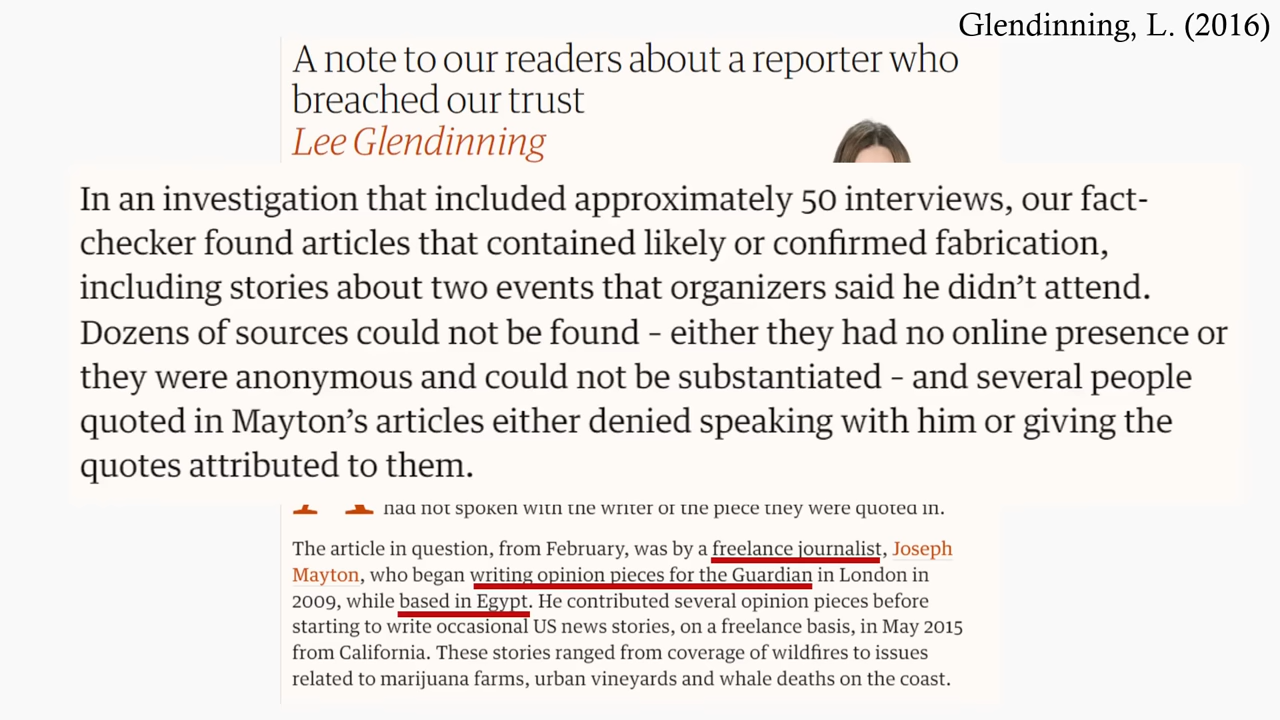 Glendinning, L. (2016)
A note to our readers about a reporter who
breached our trust
Lee Glendinning
In an investigation that included approximately 50 interviews, our fact-
checker found articles that contained likely or confirmed fabrication,
including stories about two events that organizers said he didn’t attend.
Dozens of sources could not be found – either they had no online presence or
they were anonymous and could not be substantiated – and several people
quoted in Mayton’s articles either denied speaking with him or giving the
quotes attributed to them.
had not spoken with the writer of the piece they were quoted in.
The article in question, from February, was by a freelance journalist, Joseph
Mayton, who began writing opinion pieces for the Guardian in London in
2009, while based in Egypt. He contributed several opinion pieces before
starting to write occasional US news stories, on a freelance basis, in May 2015
from California. These stories ranged from coverage of wildfires to issues
related to marijuana farms, urban vineyards and whale deaths on the coast.